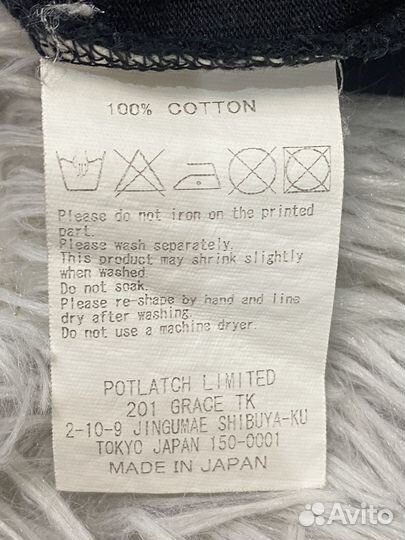 100% COTTON
Please do not iron on the printed
part.
Please wash separately.
This product may shrink slightly
when washed.
Do not soak.
Please re-shape by hand and line
dry after washing.
Do not use a machine dryer.
POTLATCH LIMITED
201 GRACE TK
2-10-9 JINGUMAE SHIBUYA-KU
TOKYO JAPAN 150-0001
MADE IN JAPAN
Avito